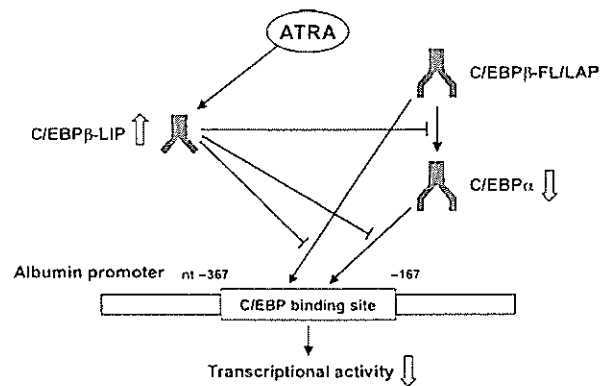 ATRA
C/EBPβ-FL/LAP
C/EBPβ-LIP
C/EBPα
Albumin promoter nt −367 −167
C/EBP binding site
Transcriptional activity